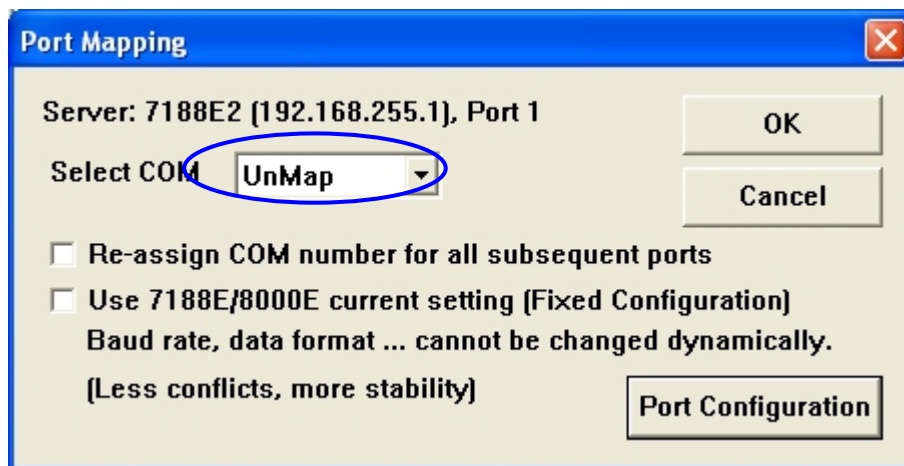 Port Mapping
Server: 7188E2 (192.168.255.1), Port 1
OK
Select COM UnMap
Cancel
Re-assign COM number for all subsequent ports
Use 7188E/8000E current setting (Fixed Configuration)
Baud rate, data format ... cannot be changed dynamically.
(Less conflicts, more stability)
Port Configuration